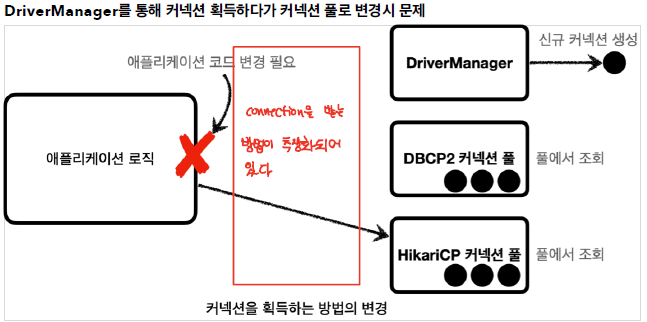 DriverManager를 통해 커넥션 획득하다가 커넥션 풀로 변경시 문제
애플리케이션 코드 변경 필요
신규 커넥션 생성
DriverManager
connection을 받는
방법이 추상화되어
있다
애플리케이션 로직
DBCP2 커넥션 풀
풀에서 조회
HikariCP 커넥션 풀
풀에서 조회
커넥션을 획득하는 방법의 변경